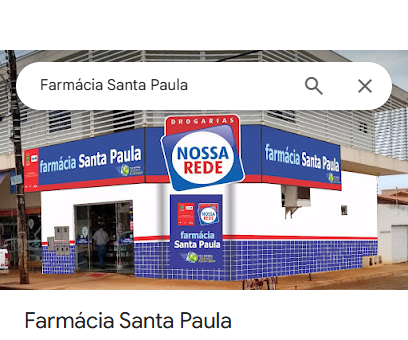 Farmácia Santa Paula
DROGARIAS
NOSSA
REDE
farmácia Santa Paula
farmácia Santa Paula
NOSSA
REDE
farmácia
Santa Paula
Farmácia Santa Paula